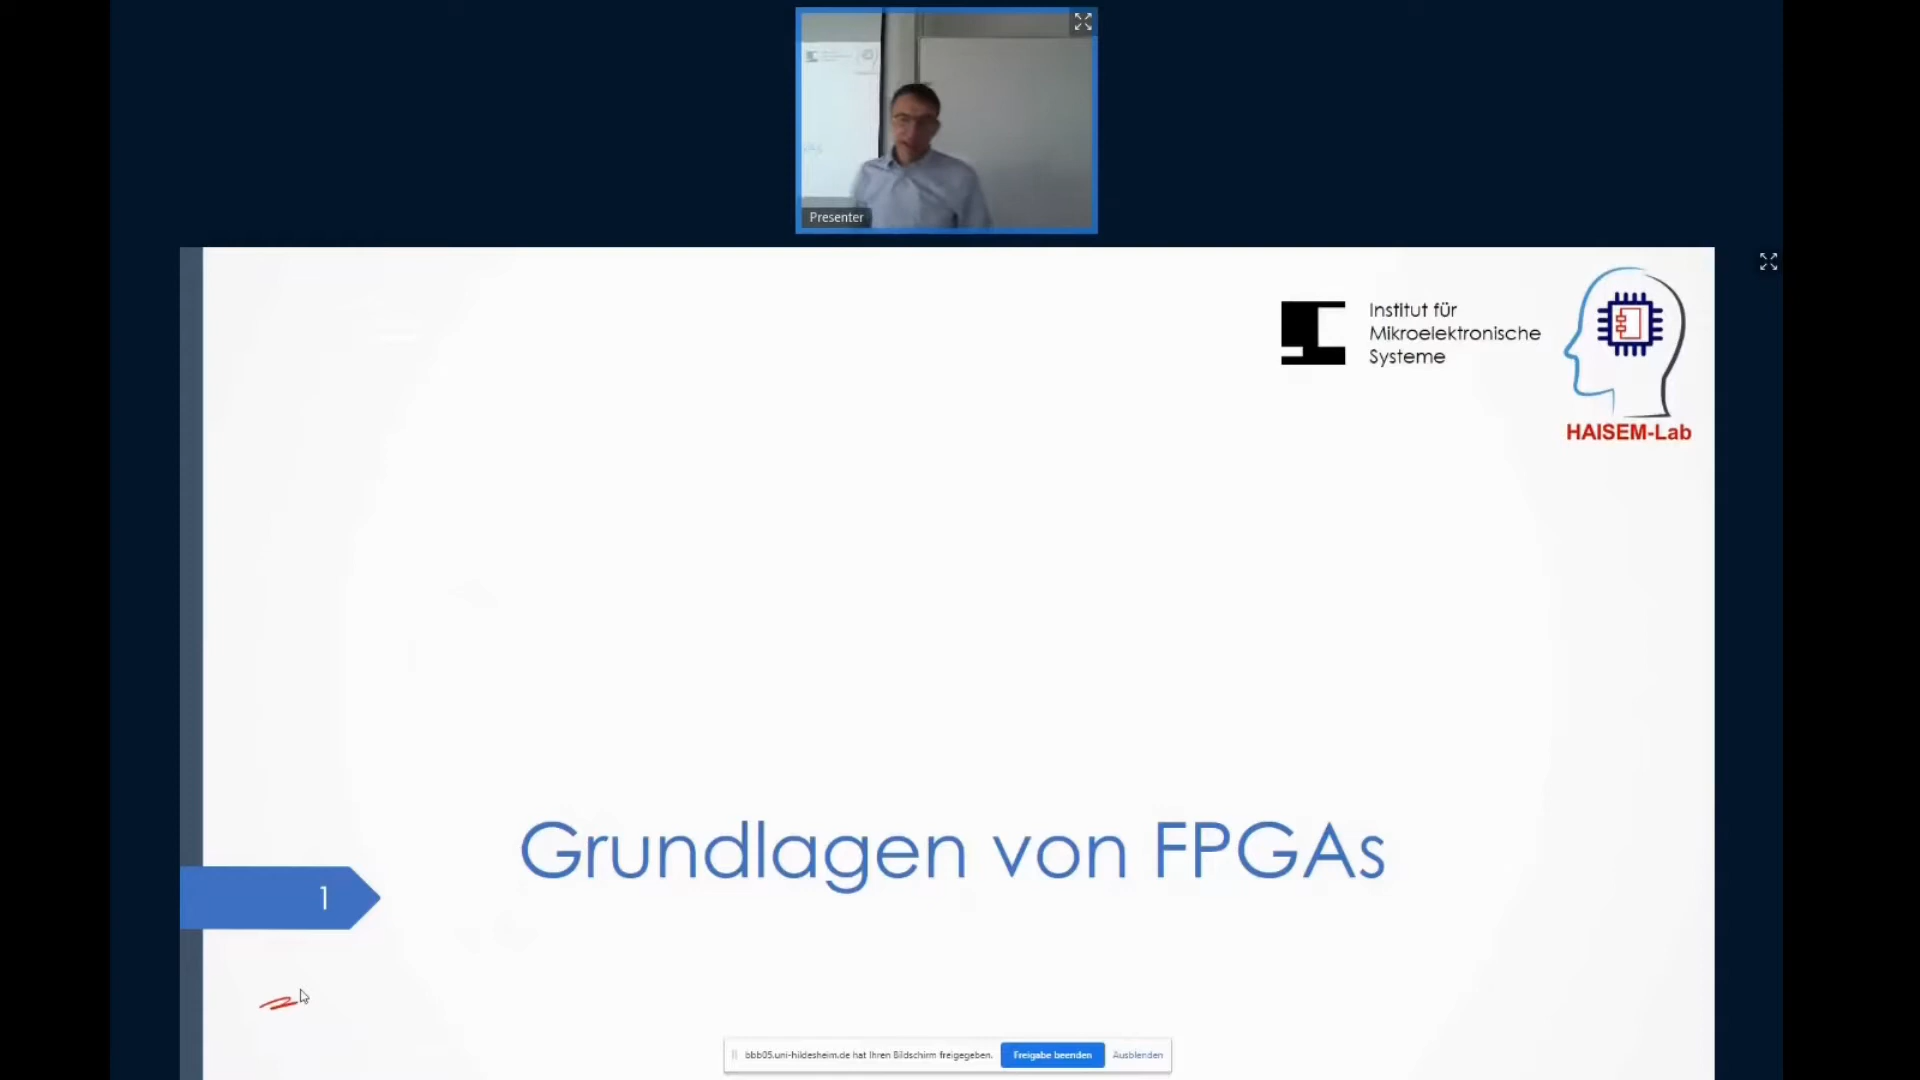 Presenter
Institut für
Mikroelektronische
Systeme
HAISEM-Lab
Grundlagen von FPGAs
1
bbb05.uni-hildesheim.de hat Ihren Bildschirm freigegeben.
Freigabe beenden
Ausblenden